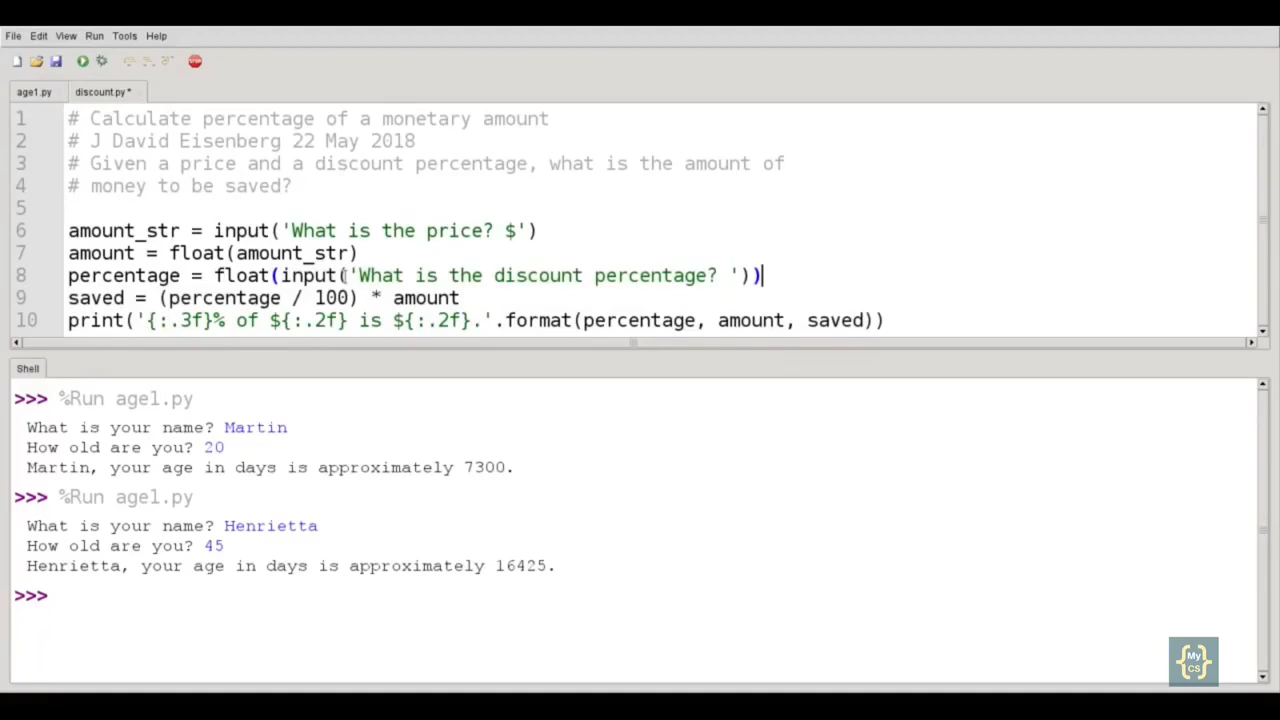 File Edit View Run Tools Help
age1.py discount.py *
1 # Calculate percentage of a monetary amount
2 # J David Eisenberg 22 May 2018
3 # Given a price and a discount percentage, what is the amount of
4 # money to be saved?
5
6 amount_str = input('What is the price? $')
7 amount = float(amount_str)
8 percentage = float(input('What is the discount percentage? '))
9 saved = (percentage / 100) * amount
10 print('{:.3f}% of ${:.2f} is ${:.2f}.'.format(percentage, amount, saved))
Shell
>>> %Run age1.py
What is your name? Martin
How old are you? 20
Martin, your age in days is approximately 7300.
>>> %Run age1.py
What is your name? Henrietta
How old are you? 45
Henrietta, your age in days is approximately 16425.
>>>
{My}
CS